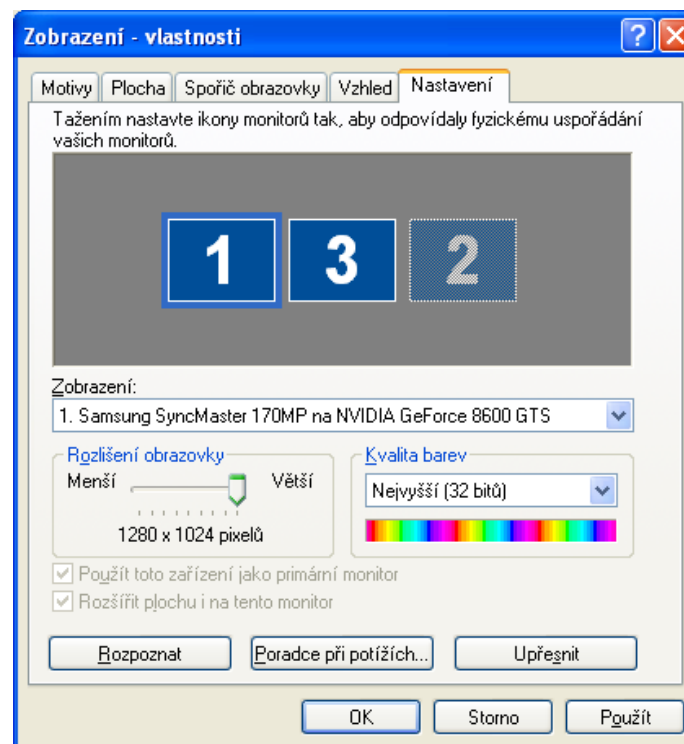 Zobrazení - vlastnosti
Motivy Plocha Spořič obrazovky Vzhled Nastavení
Tažením nastavte ikony monitorů tak, aby odpovídaly fyzickému uspořádání
vašich monitorů.
1 3 2
Zobrazení:
1. Samsung SyncMaster 170MP na NVIDIA GeForce 8600 GTS
Rozlišení obrazovky
Menší Větší
1280 x 1024 pixelů
Kvalita barev
Nejvyšší (32 bitů)
Použít toto zařízení jako primární monitor
Rozšířit plochu i na tento monitor
Rozpoznat Poradce při potížích... Upřesnit
OK Storno Použít